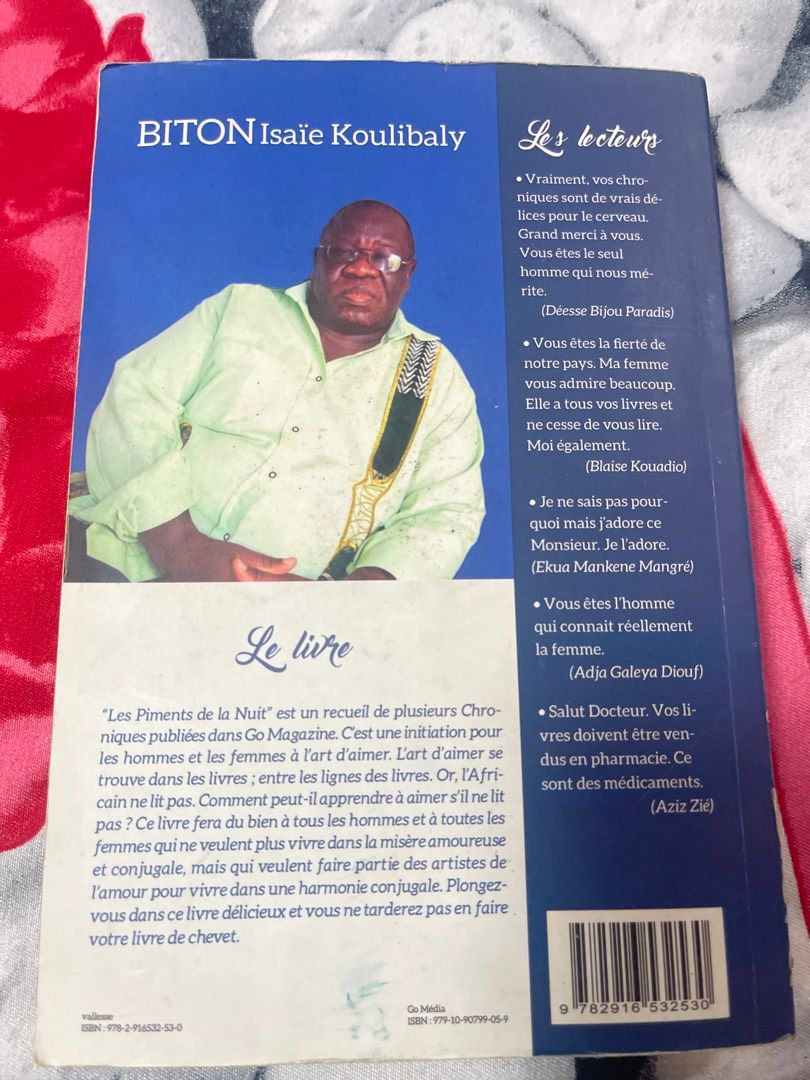 BITON Isaïe Koulibaly
Le livre
“Les Piments de la Nuit” est un recueil de plusieurs Chro-
niques publiées dans Go Magazine. C’est une initiation pour
les hommes et les femmes à l’art d’aimer. L’art d’aimer se
trouve dans les livres ; entre les lignes des livres. Or, l’Afri-
cain ne lit pas. Comment peut-il apprendre à aimer s’il ne lit
pas ? Ce livre fera du bien à tous les hommes et à toutes les
femmes qui ne veulent plus vivre dans la misère amoureuse
et conjugale, mais qui veulent faire partie des artistes de
l’amour pour vivre dans une harmonie conjugale. Plongez-
vous dans ce livre délicieux et vous ne tarderez pas en faire
votre livre de chevet.
vallesse
ISBN : 978-2-916532-53-0
Go Média
ISBN : 979-10-90799-05-9
Les lecteurs
• Vraiment, vos chro-
niques sont de vrais dé-
lices pour le cerveau.
Grand merci à vous.
Vous êtes le seul
homme qui nous mé-
rite.
(Déesse Bijou Paradis)
• Vous êtes la fierté de
notre pays. Ma femme
vous admire beaucoup.
Elle a tous vos livres et
ne cesse de vous lire.
Moi également.
(Blaise Kouadio)
• Je ne sais pas pour-
quoi mais j’adore ce
Monsieur. Je l’adore.
(Ekua Mankene Mangré)
• Vous êtes l’homme
qui connait réellement
la femme.
(Adja Galeya Diouf)
• Salut Docteur. Vos li-
vres doivent être ven-
dus en pharmacie. Ce
sont des médicaments.
(Aziz Zié)
9 782916 532530